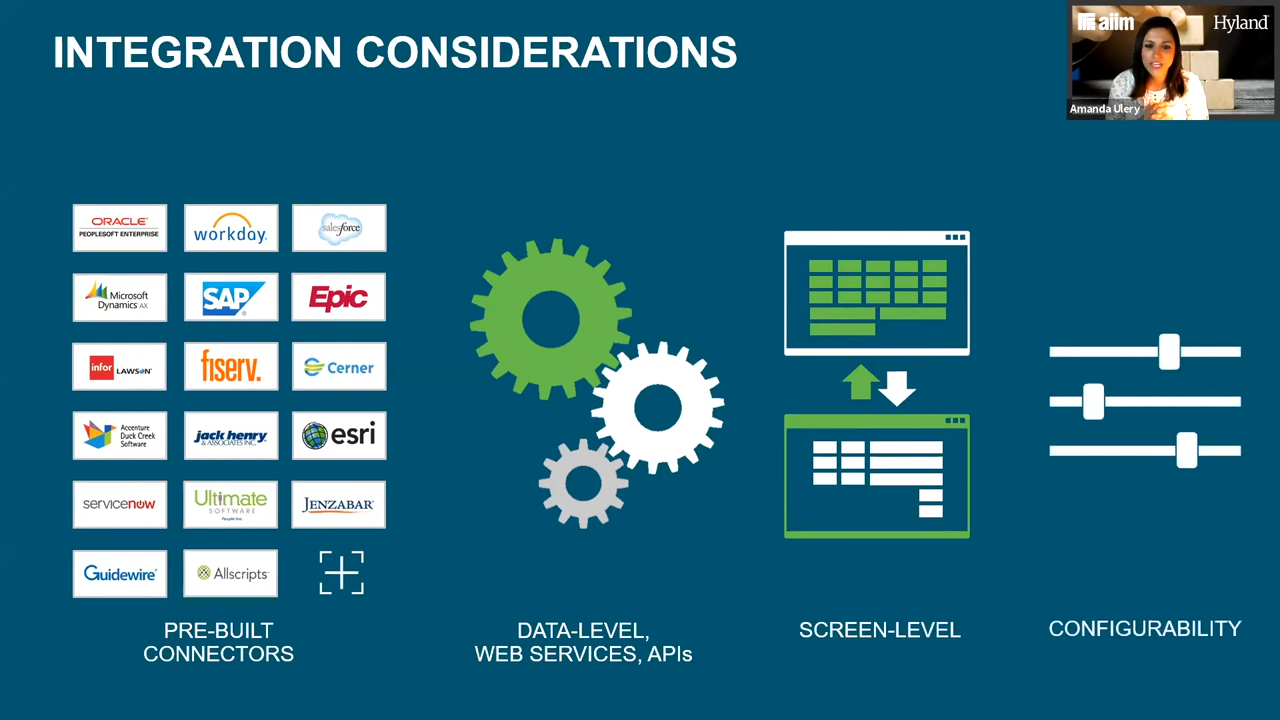 INTEGRATION CONSIDERATIONS
aiim
Hyland
Amanda Ulery
ORACLE
PEOPLESOFT ENTERPRISE
workday.
salesforce
Microsoft
Dynamics AX
SAP
Epic
infor LAWSON
fiserv.
Cerner
Accenture
Duck Creek
Software
jack henry
& ASSOCIATES INC.
esri
servicenow
Ultimate
SOFTWARE
People first
JENZABAR
Guidewire
Allscripts
PRE-BUILT
CONNECTORS
DATA-LEVEL,
WEB SERVICES, APIs
SCREEN-LEVEL
CONFIGURABILITY